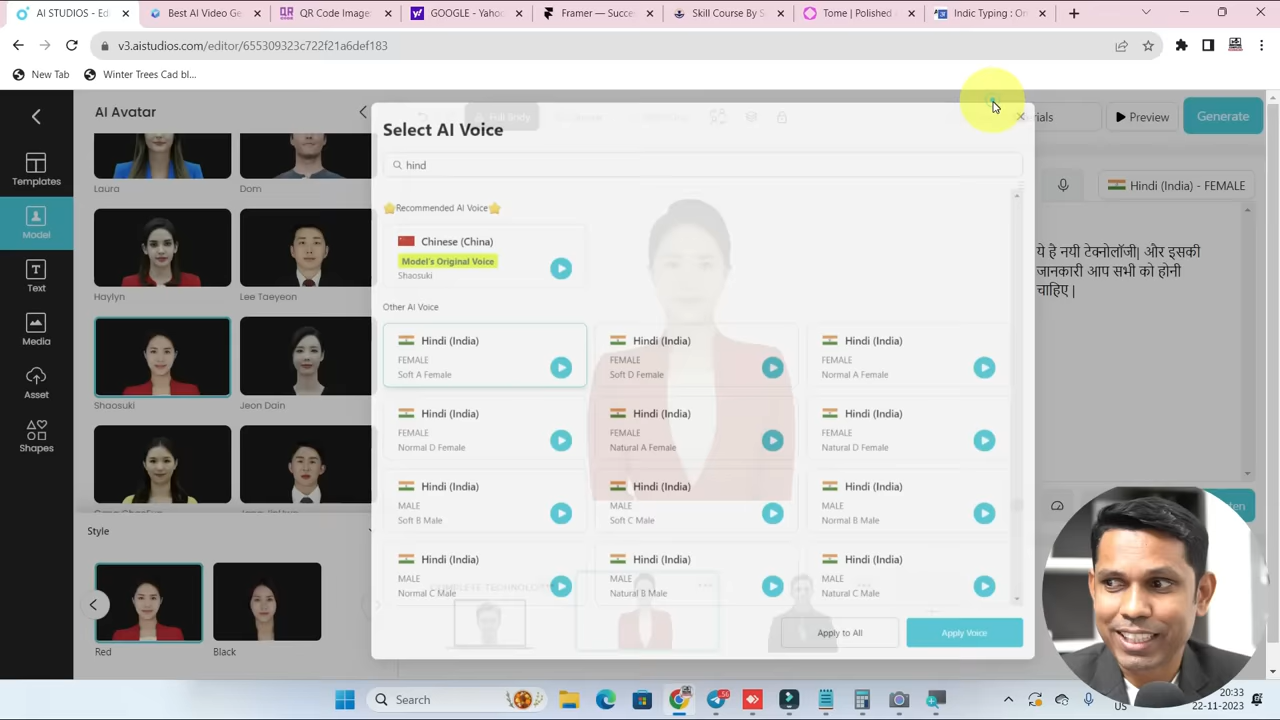 AI STUDIOS - E
Best AI Video Ge
QR Code Image
GOOGLE - Yaho
Framer — Succe
Skill Course By S
Tome | Polished
Indic Typing : On
v3.aistudios.com/editor/655309323c722f21a6def183
New Tab
Winter Trees Cad bl...
AI Avatar
Full Body
Preview
Generate
Templates
Model
Text
Media
Asset
Shapes
Laura
Dom
Haylyn
Lee Taeyeon
Shaosuki
Jeon Dain
Style
Red
Black
Select AI Voice
hind
Recommended AI Voice
Chinese (China)
Model's Original Voice
Shaosuki
Other AI Voice
Hindi (India)
FEMALE
Soft A Female
Hindi (India)
FEMALE
Soft D Female
Hindi (India)
FEMALE
Normal A Female
Hindi (India)
FEMALE
Normal D Female
Hindi (India)
FEMALE
Natural A Female
Hindi (India)
FEMALE
Natural D Female
Hindi (India)
MALE
Soft B Male
Hindi (India)
MALE
Soft C Male
Hindi (India)
MALE
Normal B Male
Hindi (India)
MALE
Normal C Male
Hindi (India)
MALE
Natural B Male
Hindi (India)
MALE
Natural C Male
Apply to All
Apply Voice
Hindi (India) - FEMALE
ये है नयी टेक्नोलॉजी| और इसकी
जानकारी आप सभी को होनी
चाहिए |
Search
20:33
US
22-11-2023